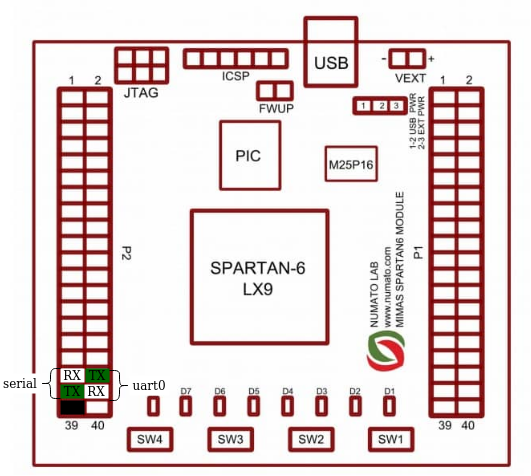 USB
- +
ICSP
VEXT
1 2
JTAG
FWUP
1 2 3
1-2 USB PWR
2-3 EXT PWR
1 2
PIC
M25P16
P2
SPARTAN-6
LX9
NUMATO LAB
www.numato.com
MIMAS SPARTAN6 MODULE
P1
RX TX
serial
uart0
TX RX
D7 D6 D5 D4 D3 D2 D1
39 40
39 40
SW4 SW3 SW2 SW1